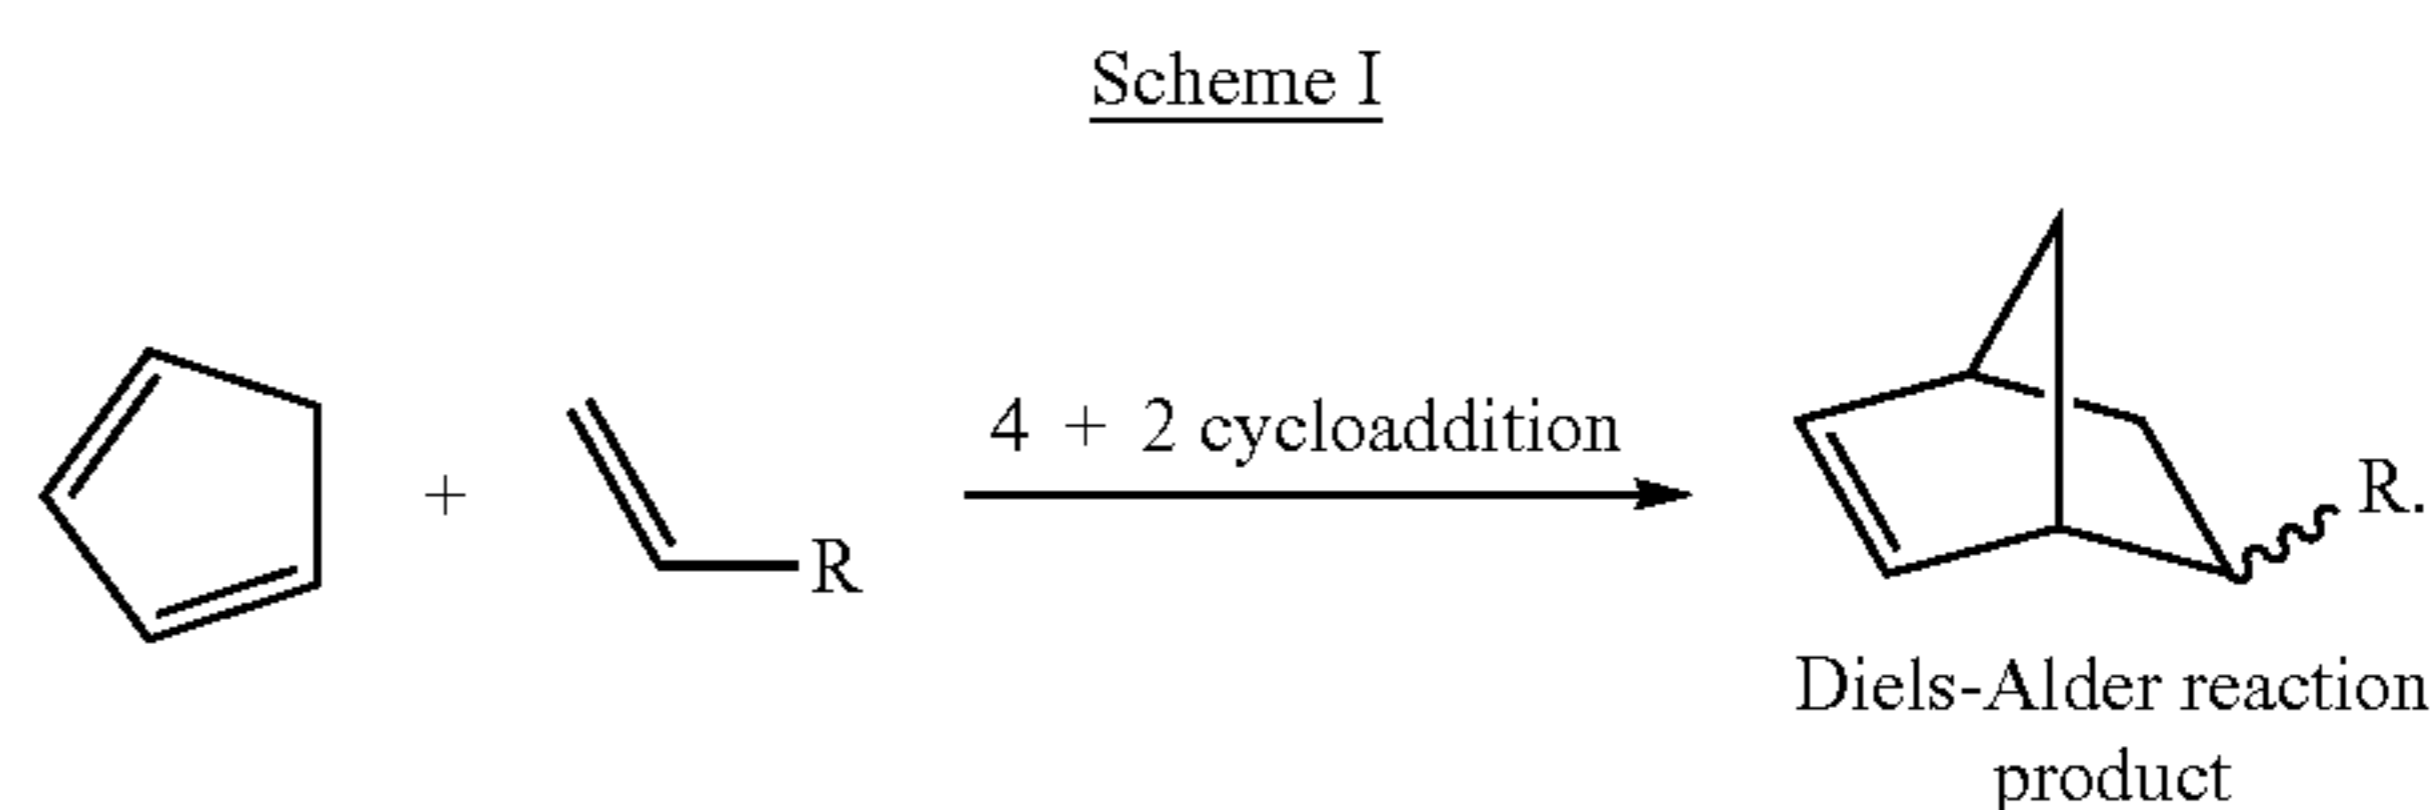 Scheme I
4 + 2 cycloaddition
+
R
R.
Diels-Alder reaction
product